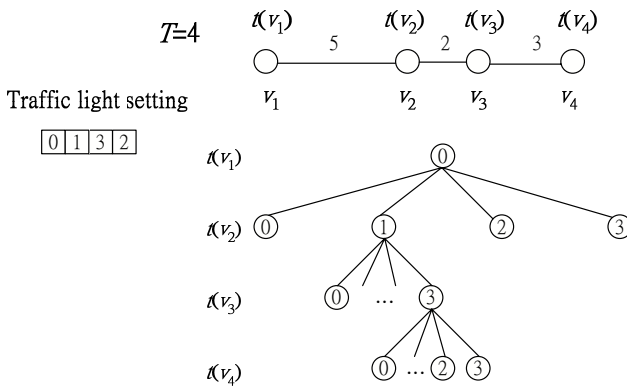 T=4
t(v1) t(v2) t(v3) t(v4)
5 2 3
v1 v2 v3 v4
Traffic light setting
0 1 3 2
t(v1) 0
t(v2) 0 1 2 3
t(v3) 0 ... 3
t(v4) 0 ... 2 3